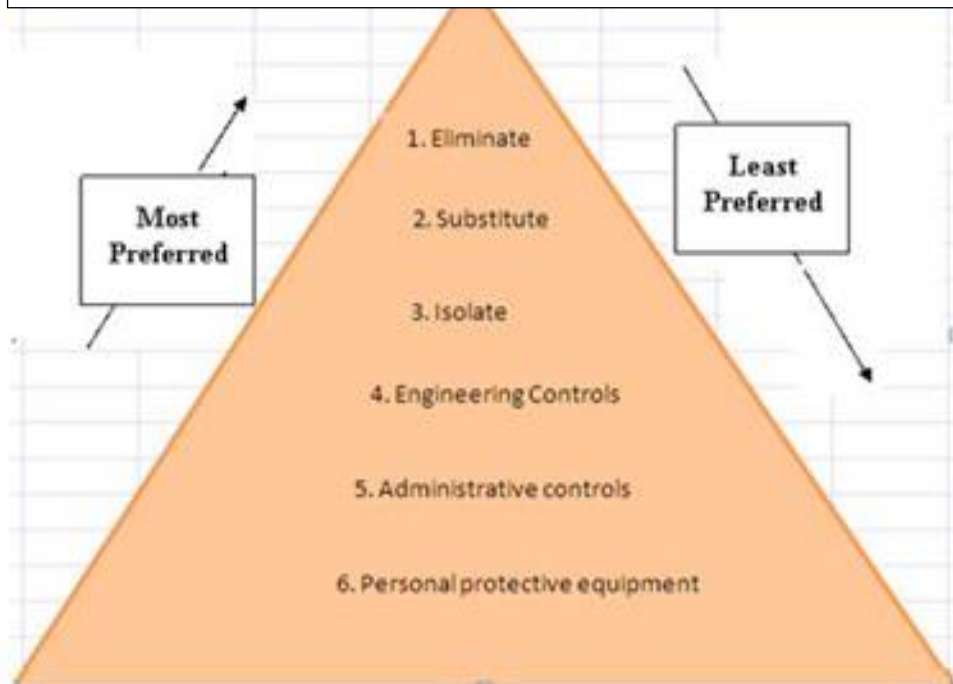 1. Eliminate
Most
Preferred
Least
Preferred
2. Substitute
3. Isolate
4. Engineering Controls
5. Administrative controls
6. Personal protective equipment